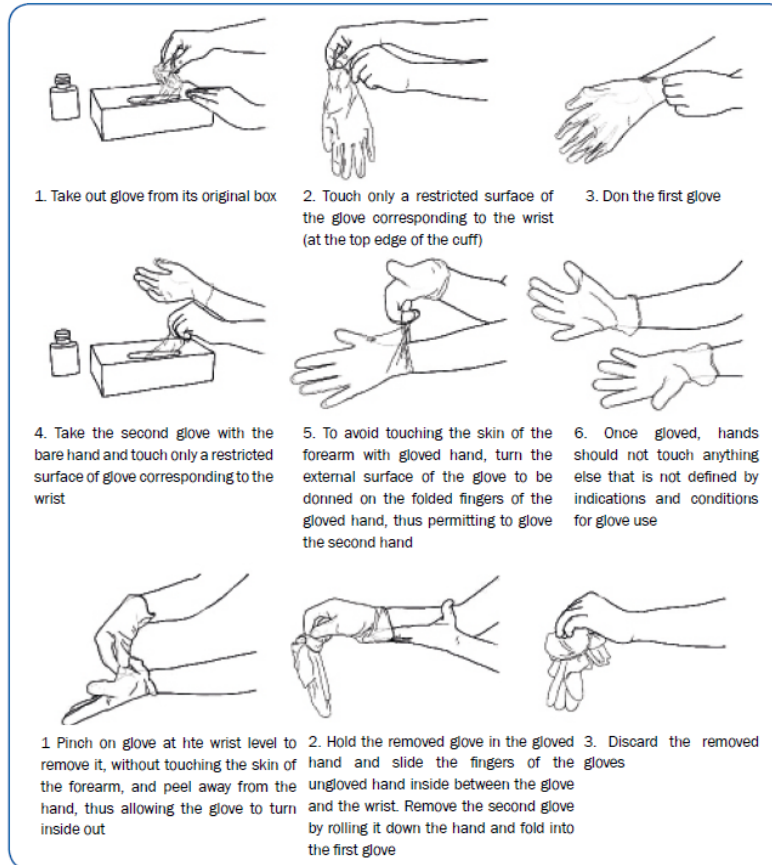 1. Take out glove from its original box
2. Touch only a restricted surface of
the glove corresponding to the wrist
(at the top edge of the cuff)
3. Don the first glove
4. Take the second glove with the
bare hand and touch only a restricted
surface of glove corresponding to the
wrist
5. To avoid touching the skin of the
forearm with gloved hand, turn the
external surface of the glove to be
donned on the folded fingers of the
gloved hand, thus permitting to glove
the second hand
6. Once gloved, hands
should not touch anything
else that is not defined by
indications and conditions
for glove use
1 Pinch on glove at hte wrist level to
remove it, without touching the skin of
the forearm, and peel away from the
hand, thus allowing the glove to turn
inside out
2. Hold the removed glove in the gloved
hand and slide the fingers of the
ungloved hand inside between the glove
and the wrist. Remove the second glove
by rolling it down the hand and fold into
the first glove
3. Discard the removed
gloves